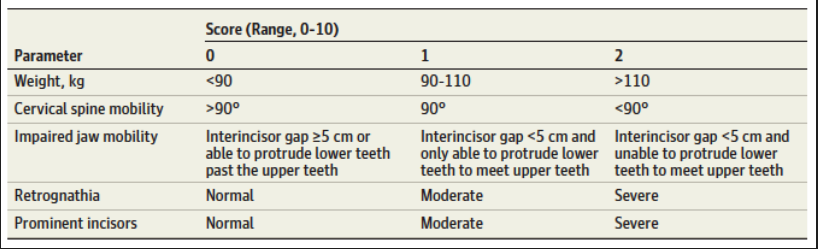 Score (Range, 0-10)
Parameter 0 1 2
Weight, kg <90 90-110 >110
Cervical spine mobility >90° 90° <90°
Impaired jaw mobility Interincisor gap ≥5 cm or Interincisor gap <5 cm and Interincisor gap <5 cm and
able to protrude lower teeth only able to protrude lower unable to protrude lower
past the upper teeth teeth to meet upper teeth teeth to meet upper teeth
Retrognathia Normal Moderate Severe
Prominent incisors Normal Moderate Severe